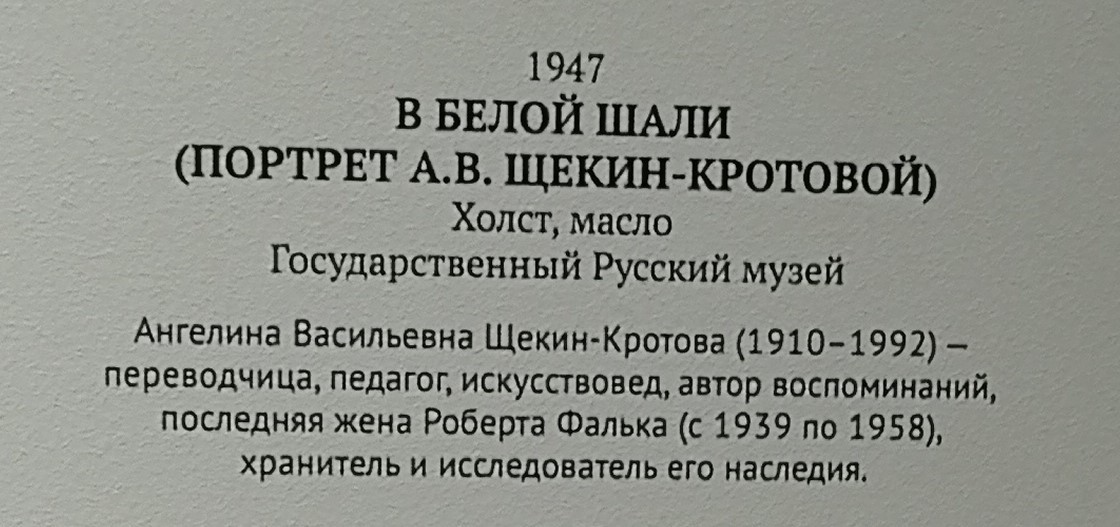 1947
В БЕЛОЙ ШАЛИ
(ПОРТРЕТ А.В. ЩЕКИН-КРОТОВОЙ)
Холст, масло
Государственный Русский музей
Ангелина Васильевна Щекин-Кротова (1910–1992) –
переводчица, педагог, искусствовед, автор воспоминаний,
последняя жена Роберта Фалька (с 1939 по 1958),
хранитель и исследователь его наследия.